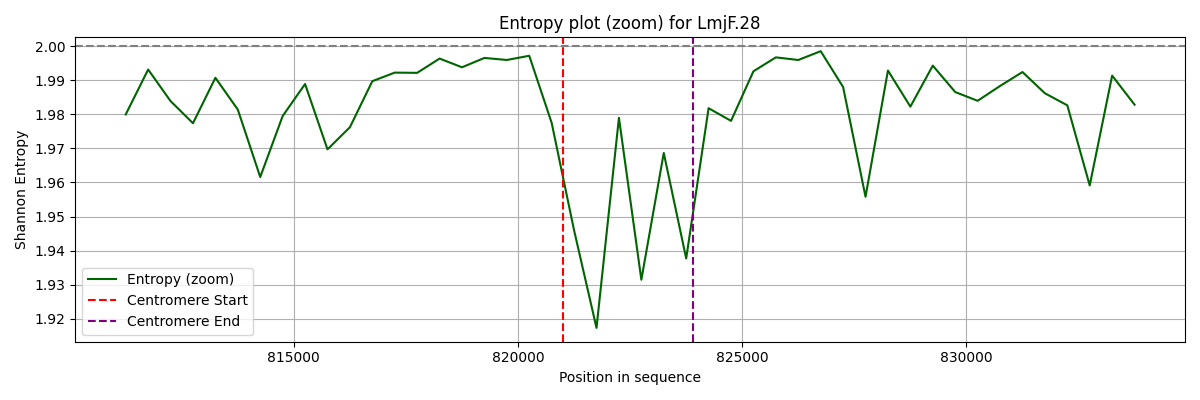 Entropy plot (zoom) for LmjF.28
Shannon Entropy
2.00
1.99
1.98
1.97
1.96
1.95
1.94
1.93
1.92
Entropy (zoom)
Centromere Start
Centromere End
815000 820000 825000 830000
Position in sequence